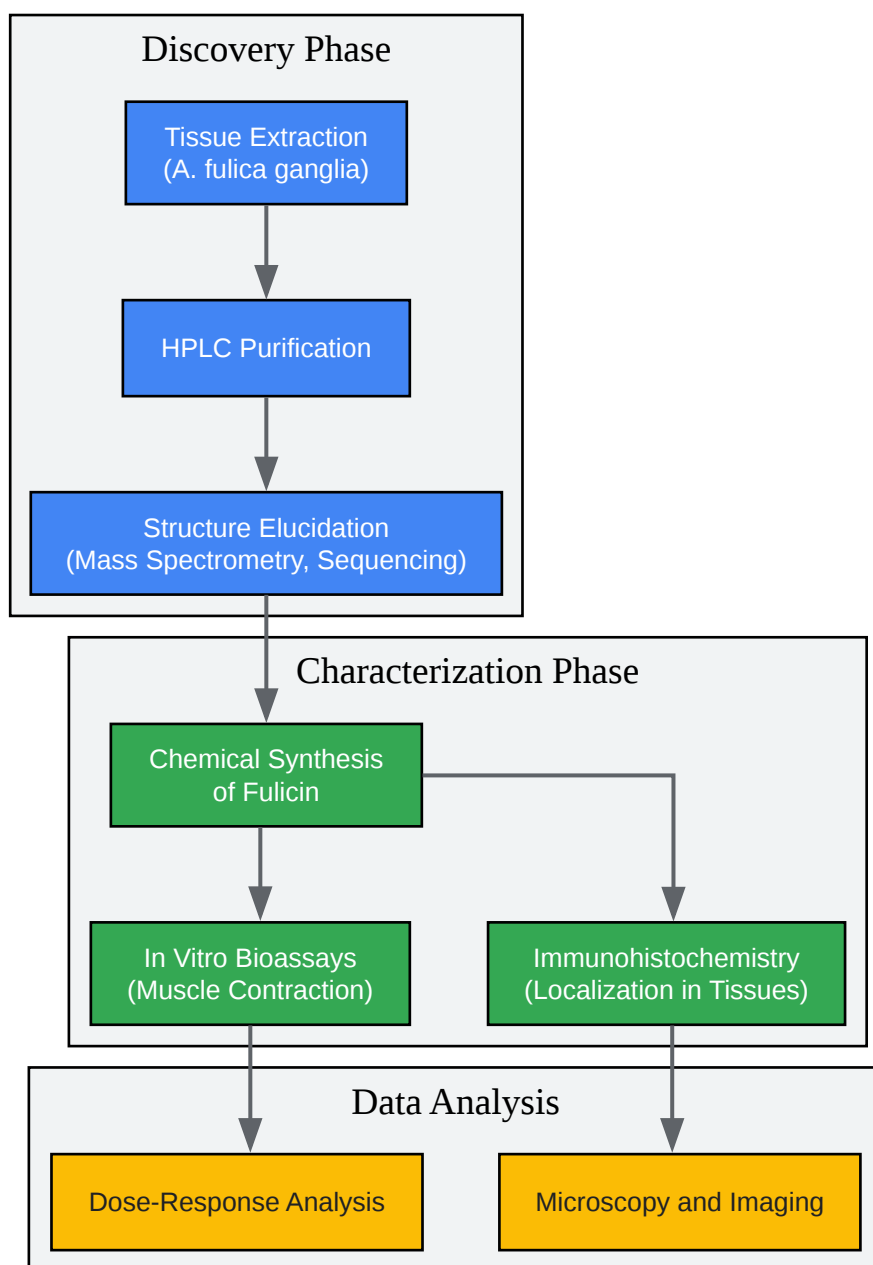 Discovery Phase
Tissue Extraction
(A. fulica ganglia)
HPLC Purification
Structure Elucidation
(Mass Spectrometry, Sequencing)
Characterization Phase
Chemical Synthesis
of Fulicin
In Vitro Bioassays
(Muscle Contraction)
Immunohistochemistry
(Localization in Tissues)
Data Analysis
Dose-Response Analysis
Microscopy and Imaging